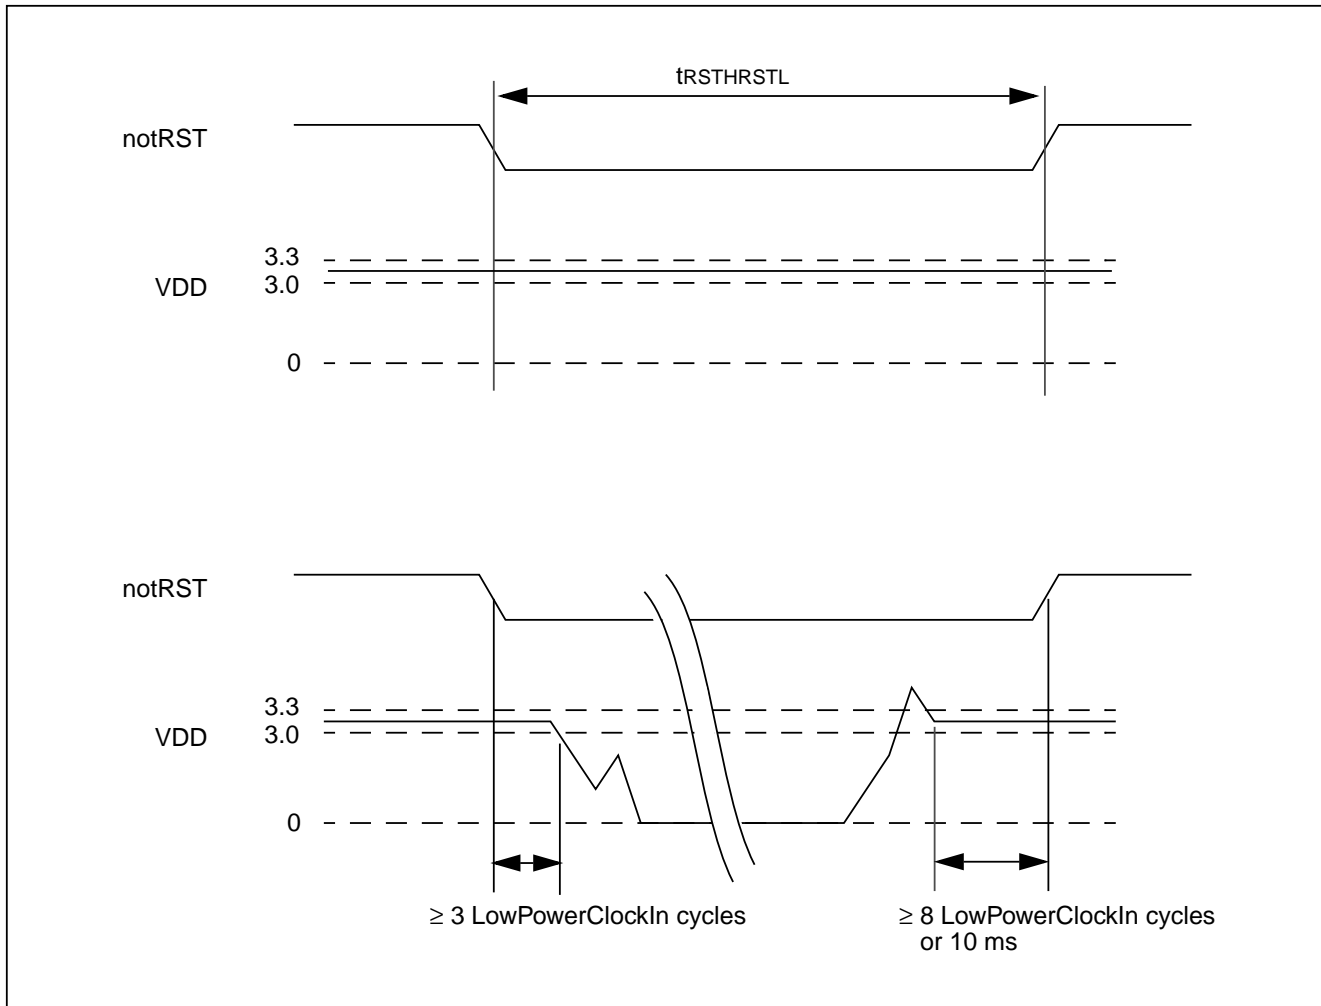 tRSTHRSTL
notRST
3.3
VDD
3.0
0
notRST
3.3
VDD
3.0
0
≥ 3 LowPowerClockIn cycles
≥ 8 LowPowerClockIn cycles
or 10 ms